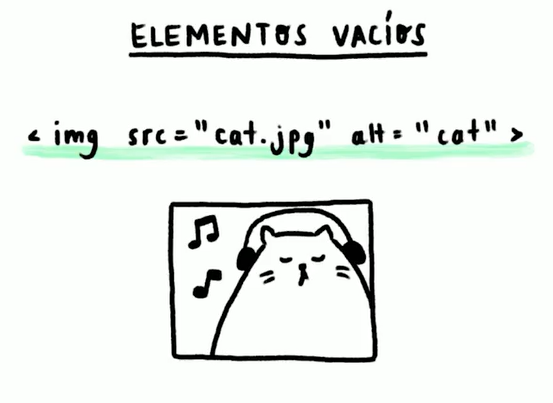 ELEMENTOS VACÍOS
< img src="cat.jpg" alt="cat">